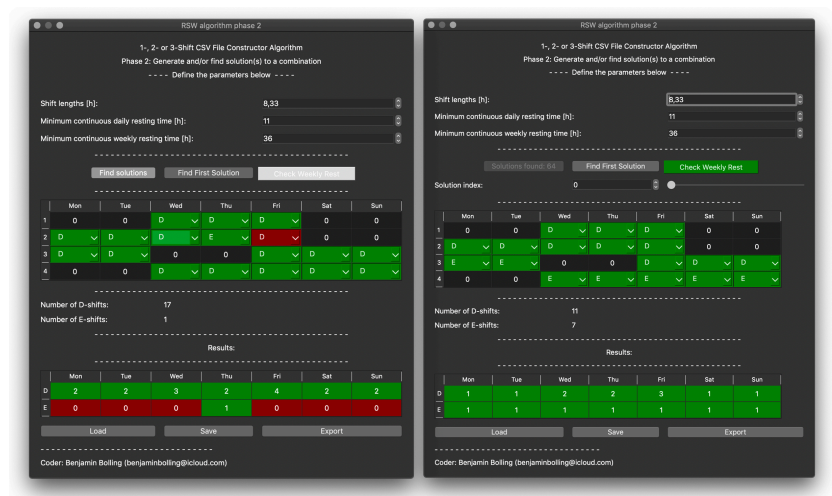 RSW algorithm phase 2
1-, 2- or 3-Shift CSV File Constructor Algorithm
Phase 2: Generate and/or find solution(s) to a combination
- - - - Define the parameters below - - - -
Shift lengths [h]: 8,33
Minimum continuous daily resting time [h]: 11
Minimum continuous weekly resting time [h]: 36
Find solutions Find First Solution Check Weekly Rest
Mon Tue Wed Thu Fri Sat Sun
1 0 0 D D D 0 0
2 D D D E D 0 0
3 D D 0 0 D D D
4 0 0 D D D D D
Number of D-shifts: 17
Number of E-shifts: 1
Results:
Mon Tue Wed Thu Fri Sat Sun
D 2 2 3 2 4 2 2
E 0 0 0 1 0 0 0
Load Save Export
Coder: Benjamin Bolling (benjaminbolling@icloud.com)
RSW algorithm phase 2
1-, 2- or 3-Shift CSV File Constructor Algorithm
Phase 2: Generate and/or find solution(s) to a combination
- - - - Define the parameters below - - - -
Shift lengths [h]: 8,33
Minimum continuous daily resting time [h]: 11
Minimum continuous weekly resting time [h]: 36
Solutions found: 64 Find First Solution Check Weekly Rest
Solution index: 0
Mon Tue Wed Thu Fri Sat Sun
1 0 0 D D D 0 0
2 D D D D D 0 0
3 E E 0 0 D D D
4 0 0 E E E E E
Number of D-shifts: 11
Number of E-shifts: 7
Results:
Mon Tue Wed Thu Fri Sat Sun
D 1 1 2 2 3 1 1
E 1 1 1 1 1 1 1
Load Save Export
Coder: Benjamin Bolling (benjaminbolling@icloud.com)